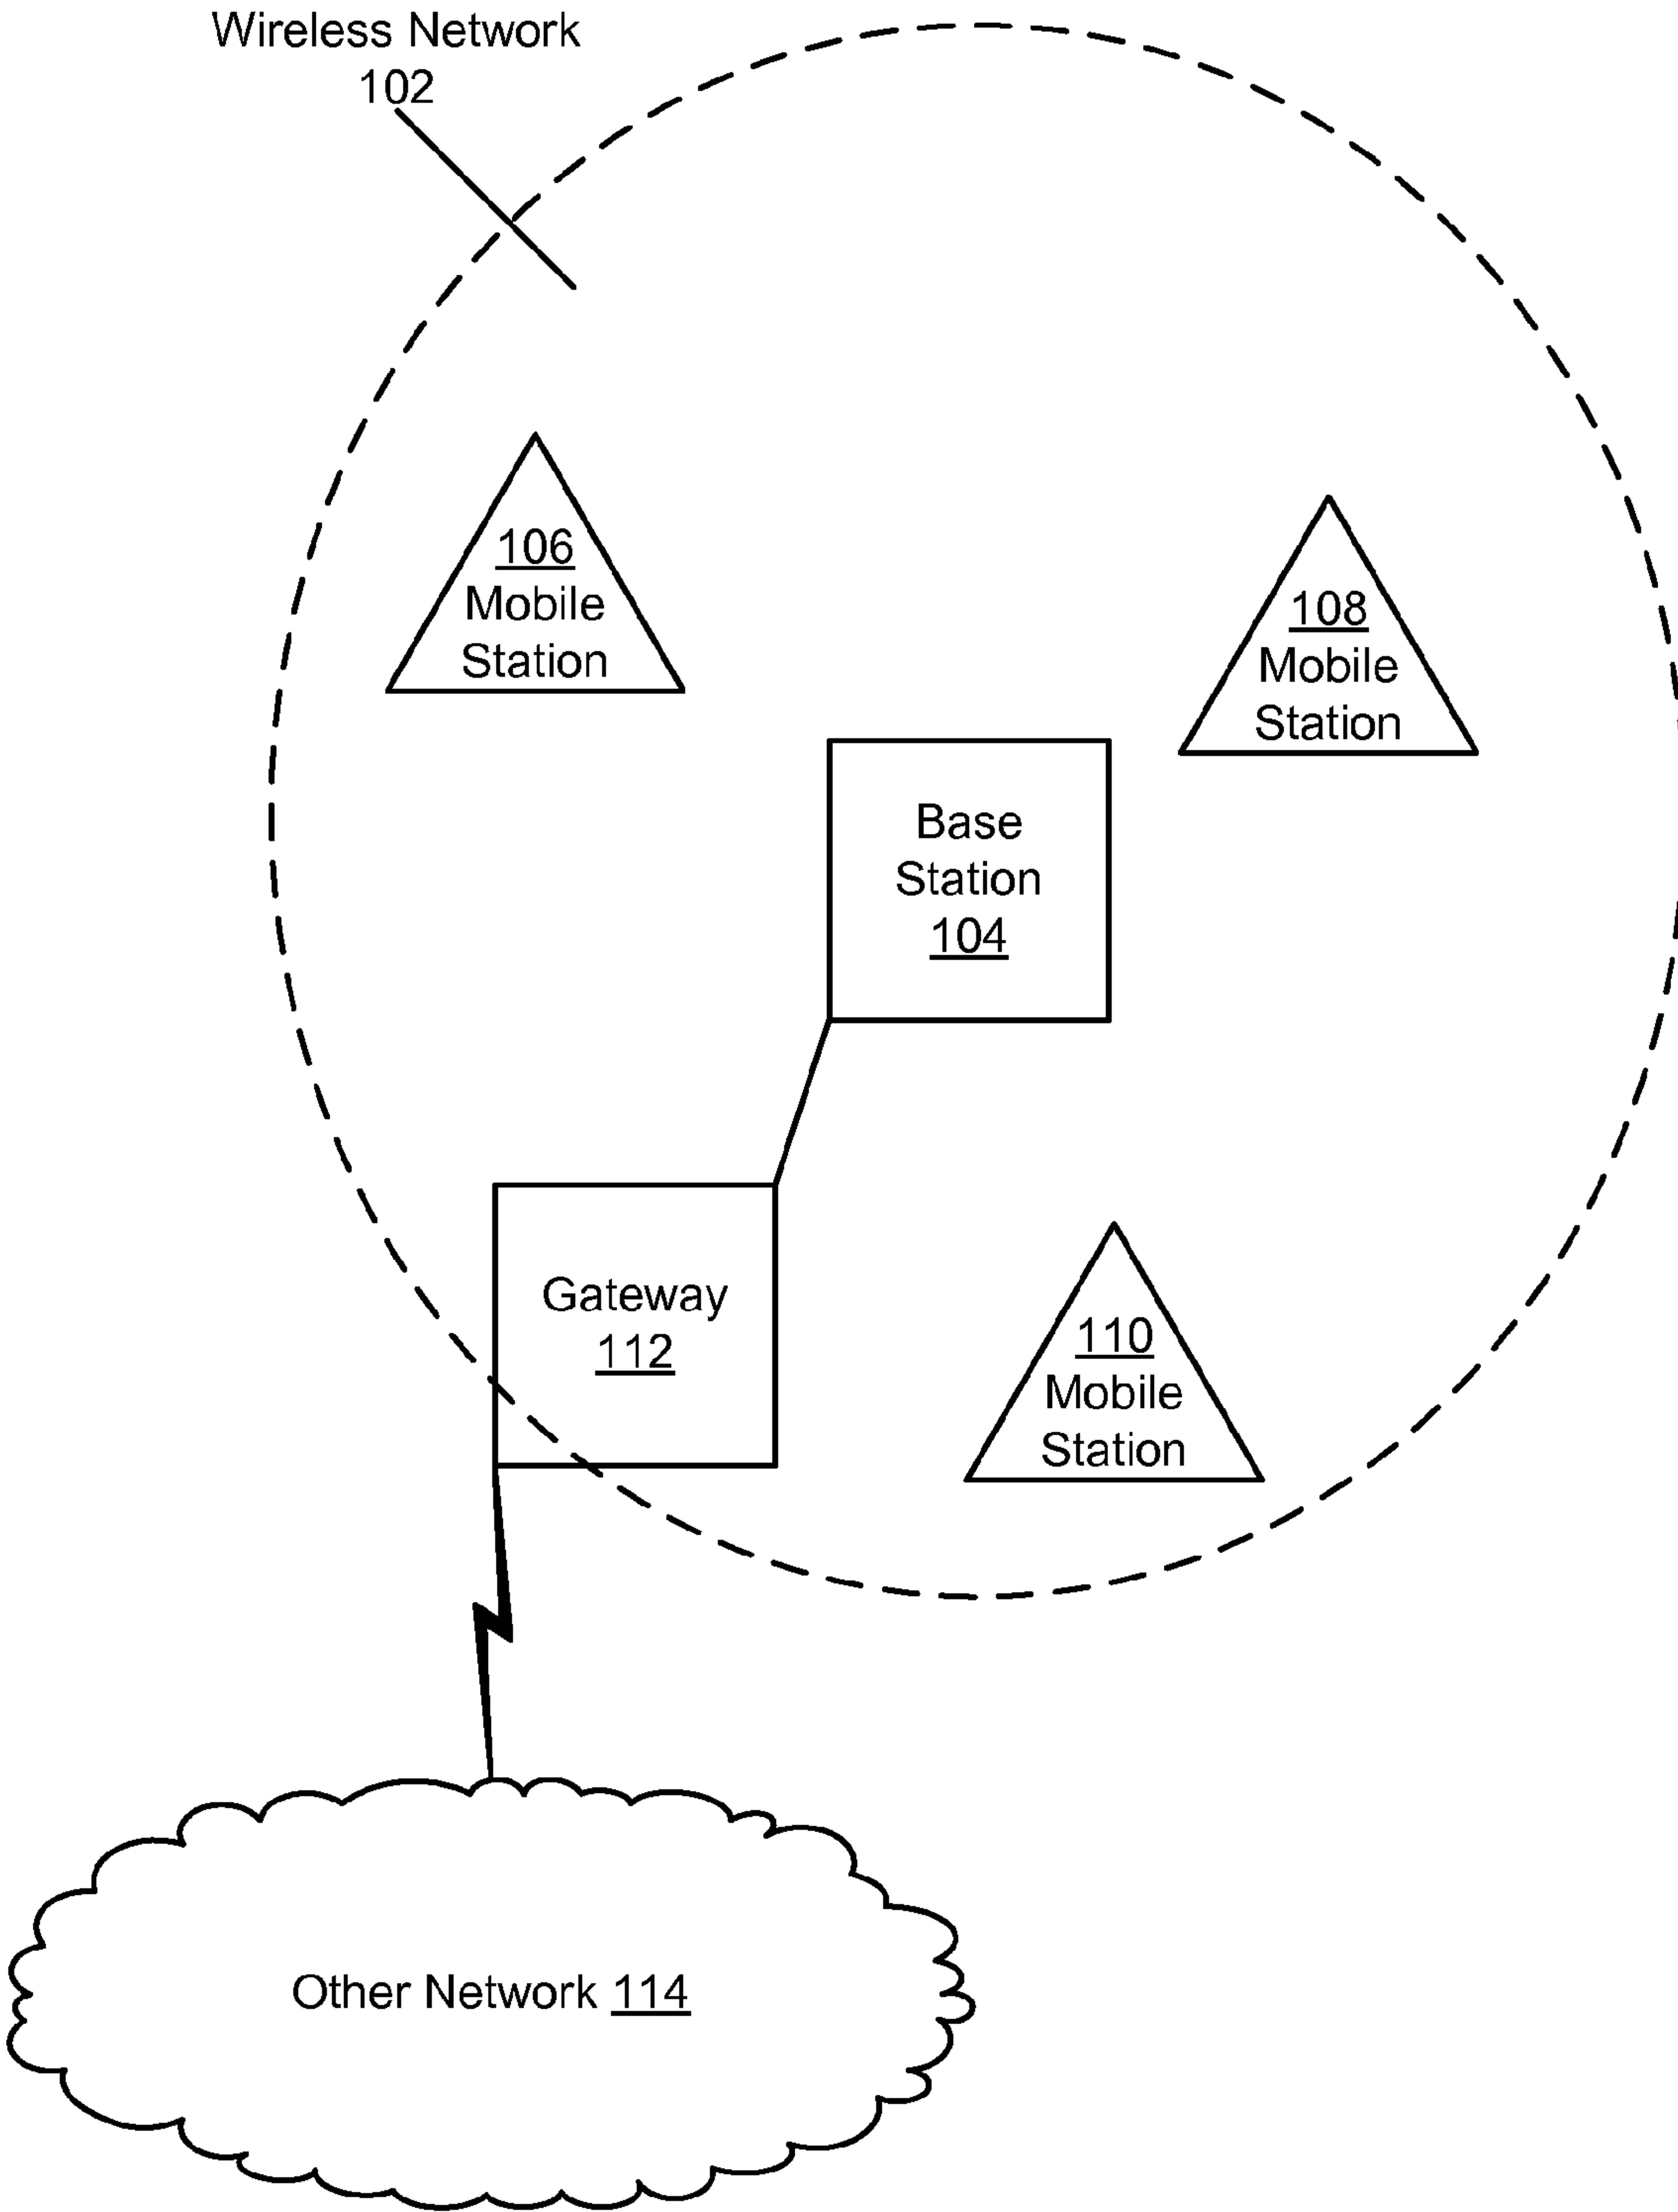 Wireless Network
102
106
Mobile
Station
108
Mobile
Station
Base
Station
104
Gateway
112
110
Mobile
Station
Other Network 114